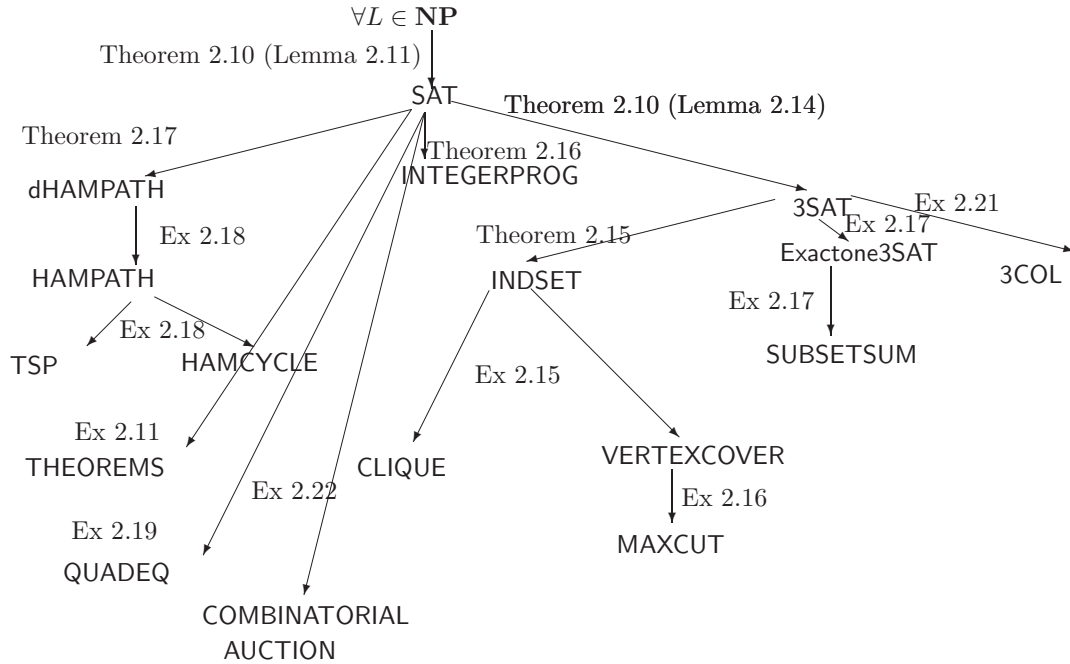 ∀L ∈ NP
Theorem 2.10 (Lemma 2.11)
SAT
Theorem 2.10 (Lemma 2.14)
Theorem 2.17
Theorem 2.16
INTEGERPROG
dHAMPATH
3SAT
Ex 2.21
Ex 2.17
Ex 2.18
Theorem 2.15
Exactone3SAT
HAMPATH
INDSET
3COL
Ex 2.17
Ex 2.18
TSP
HAMCYCLE
SUBSETSUM
Ex 2.15
Ex 2.11
THEOREMS
CLIQUE
VERTEXCOVER
Ex 2.22
Ex 2.16
Ex 2.19
QUADEQ
MAXCUT
COMBINATORIAL
AUCTION